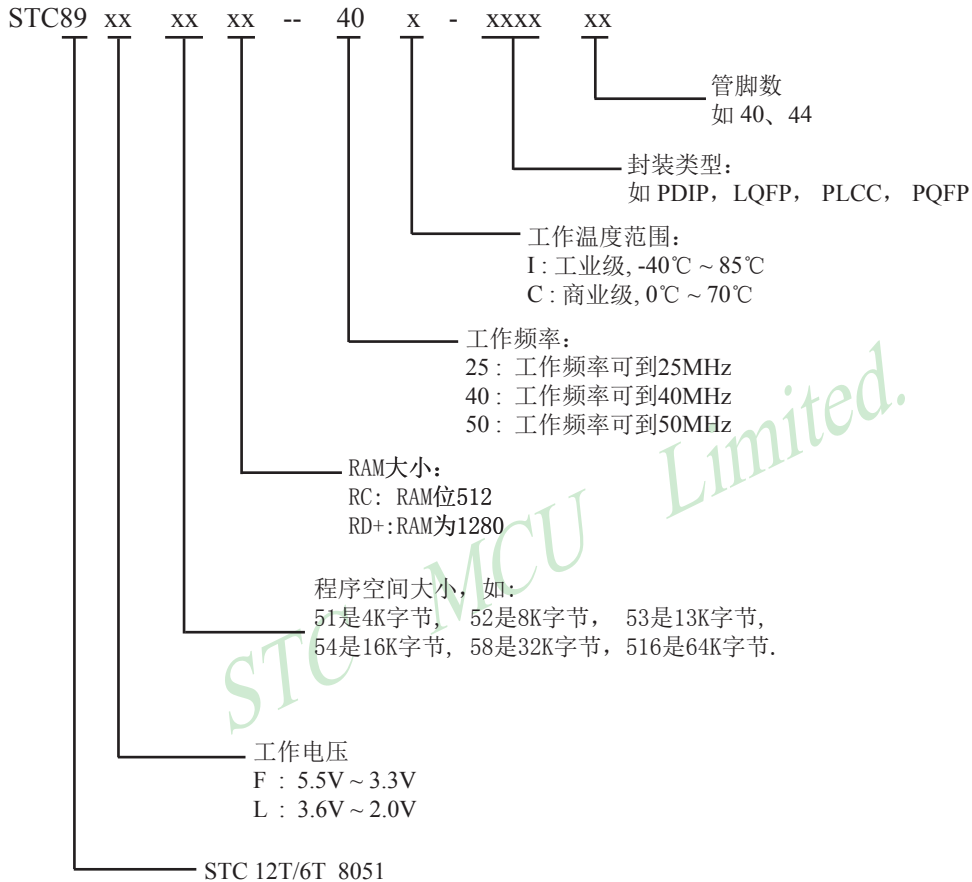 STC89 xx xx xx -- 40 x - xxxx xx
管脚数
如 40、44
封装类型:
如 PDIP, LQFP, PLCC, PQFP
工作温度范围:
I : 工业级, -40℃ ~ 85℃
C : 商业级, 0℃ ~ 70℃
工作频率:
25 : 工作频率可到25MHz
40 : 工作频率可到40MHz
50 : 工作频率可到50MHz
RAM大小:
RC: RAM位512
RD+:RAM为1280
程序空间大小, 如:
51是4K字节, 52是8K字节, 53是13K字节,
54是16K字节, 58是32K字节, 516是64K字节.
工作电压
F : 5.5V ~ 3.3V
L : 3.6V ~ 2.0V
STC 12T/6T 8051
STC MCU Limited.